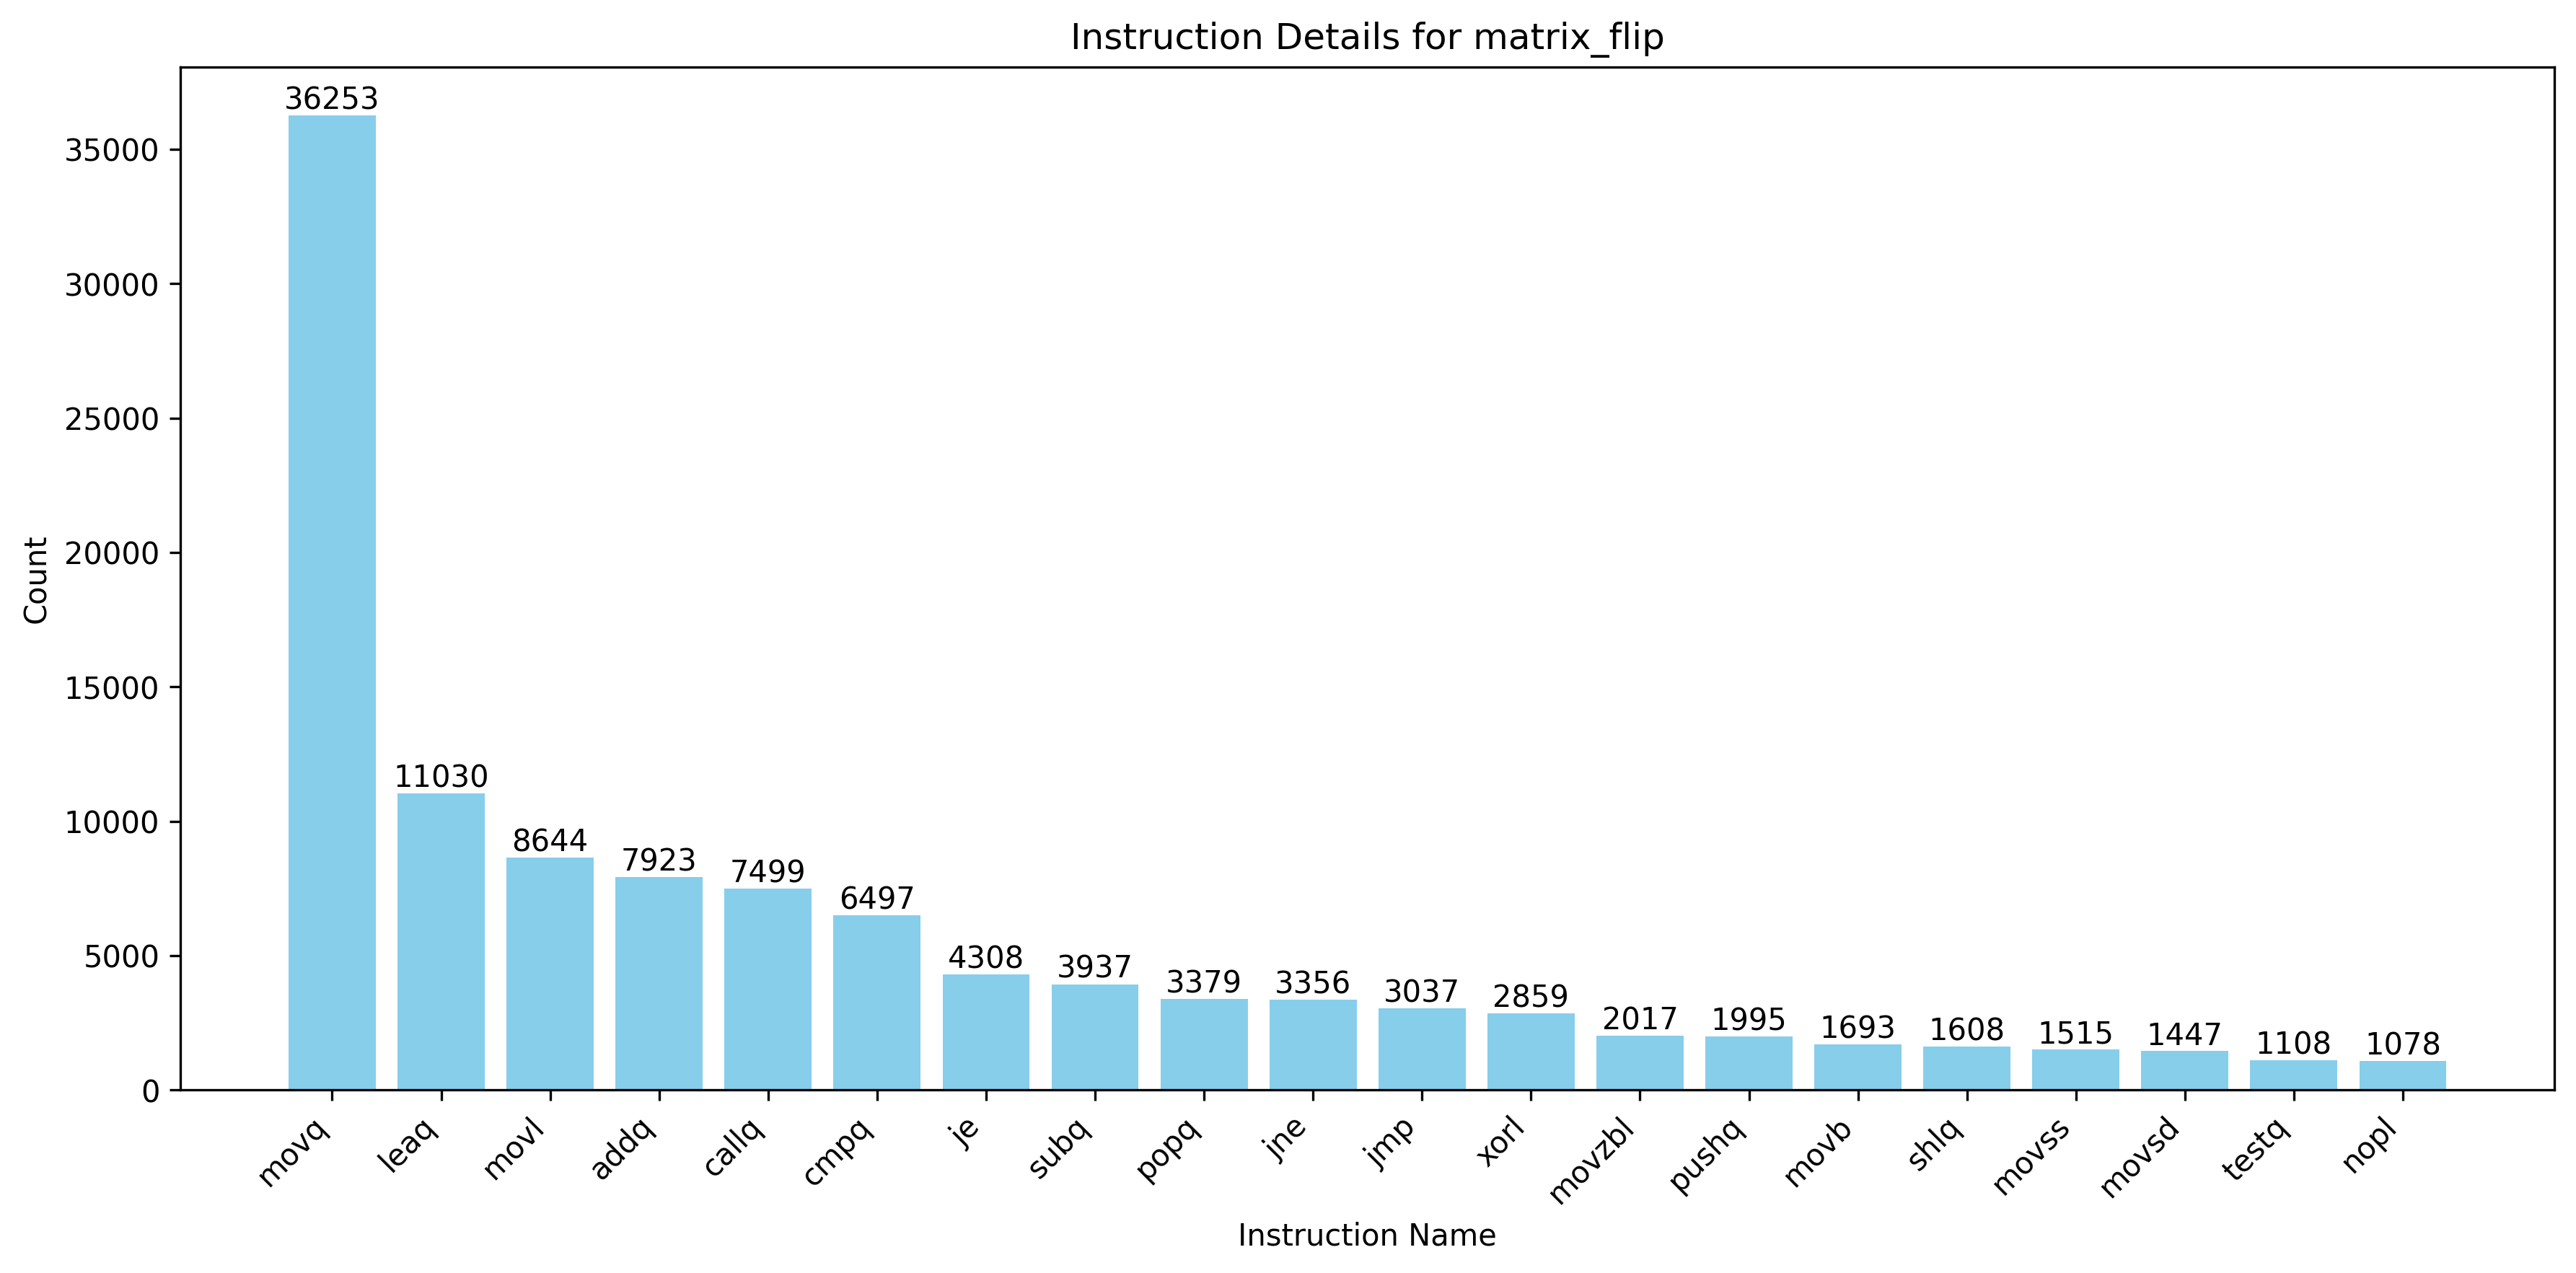 Instruction Details for matrix_flip
Count
35000
30000
25000
20000
15000
10000
5000
0
36253
11030
8644
7923
7499
6497
4308
3937
3379
3356
3037
2859
2017
1995
1693
1608
1515
1447
1108
1078
movq
leaq
movl
addq
callq
cmpq
je
subq
popq
jne
jmp
xorl
movzbl
pushq
movb
shlq
movss
movsd
testq
nopl
Instruction Name